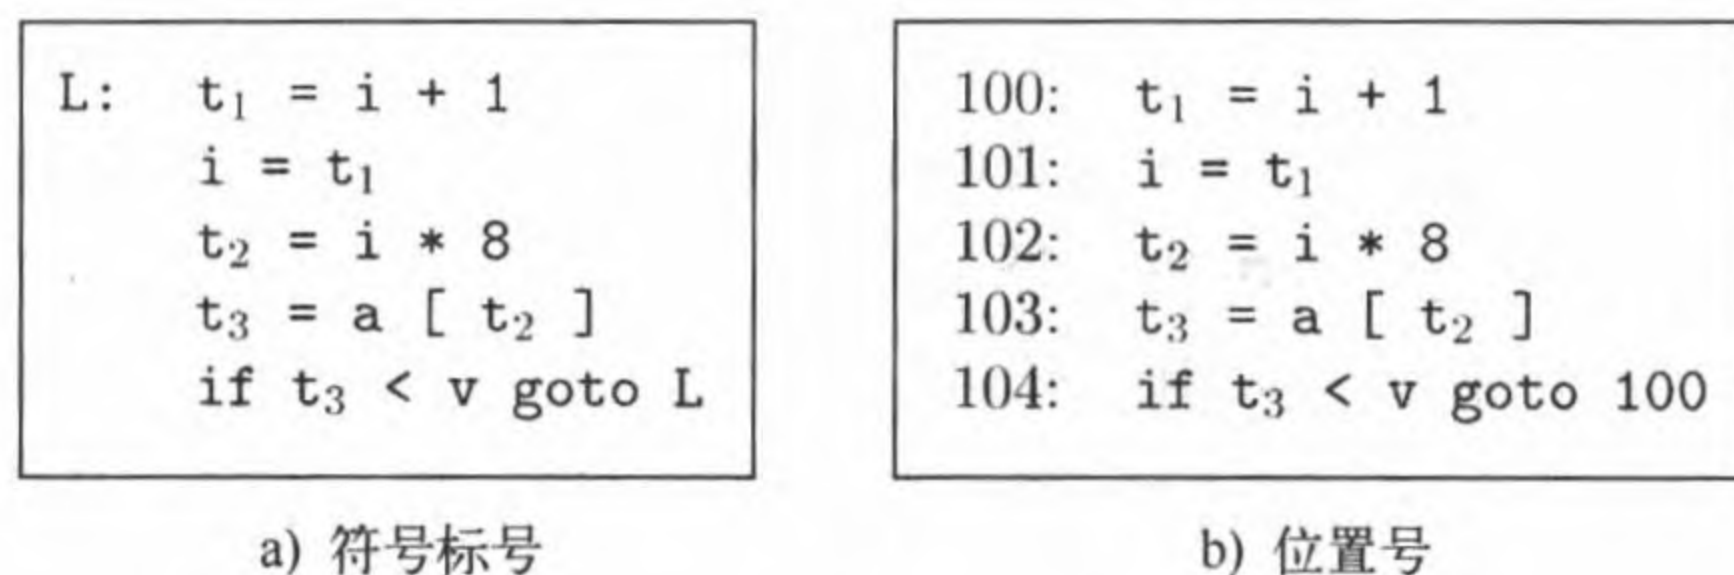 L: t₁ = i + 1
i = t₁
t₂ = i * 8
t₃ = a [ t₂ ]
if t₃ < v goto L
a) 符号标号
100: t₁ = i + 1
101: i = t₁
102: t₂ = i * 8
103: t₃ = a [ t₂ ]
104: if t₃ < v goto 100
b) 位置号